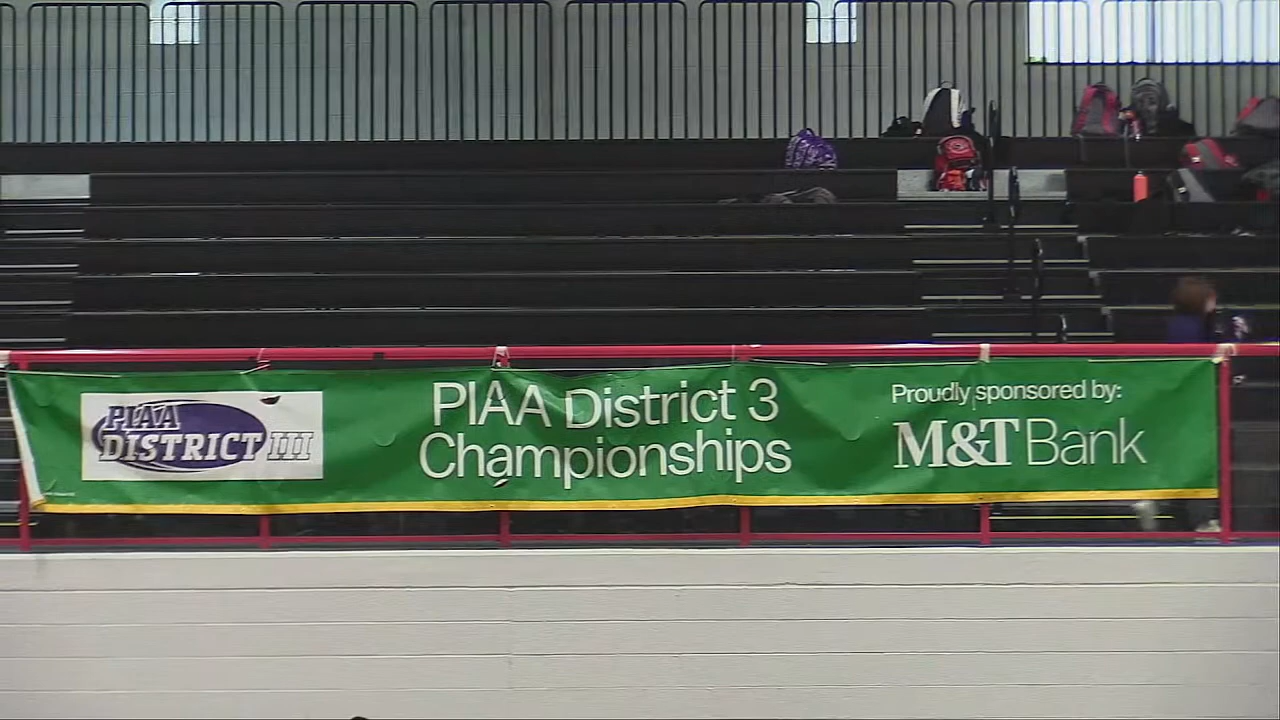 PIAA
DISTRICT III
PIAA District 3
Championships
Proudly sponsored by:
M&T Bank